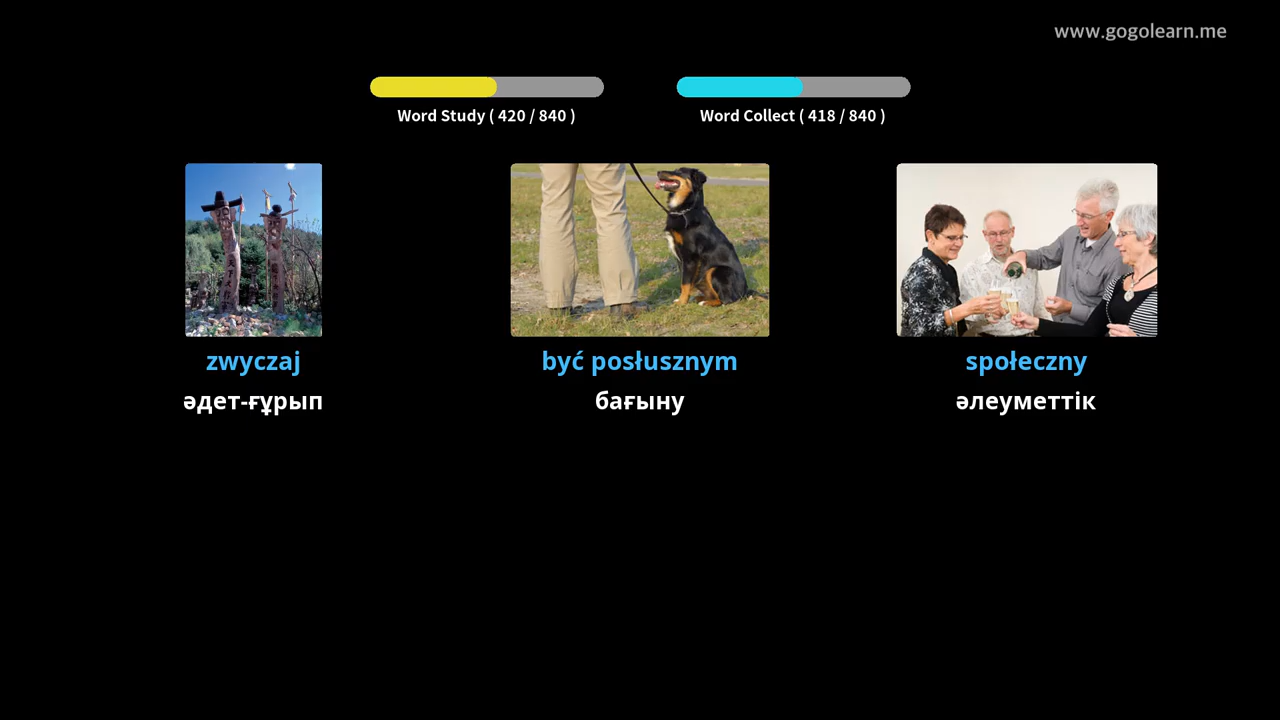 www.gogolearn.me
Word Study ( 420 / 840 )
Word Collect ( 418 / 840 )
zwyczaj
być posłusznym
społeczny
әдет-ғұрып
бағыну
әлеуметтік